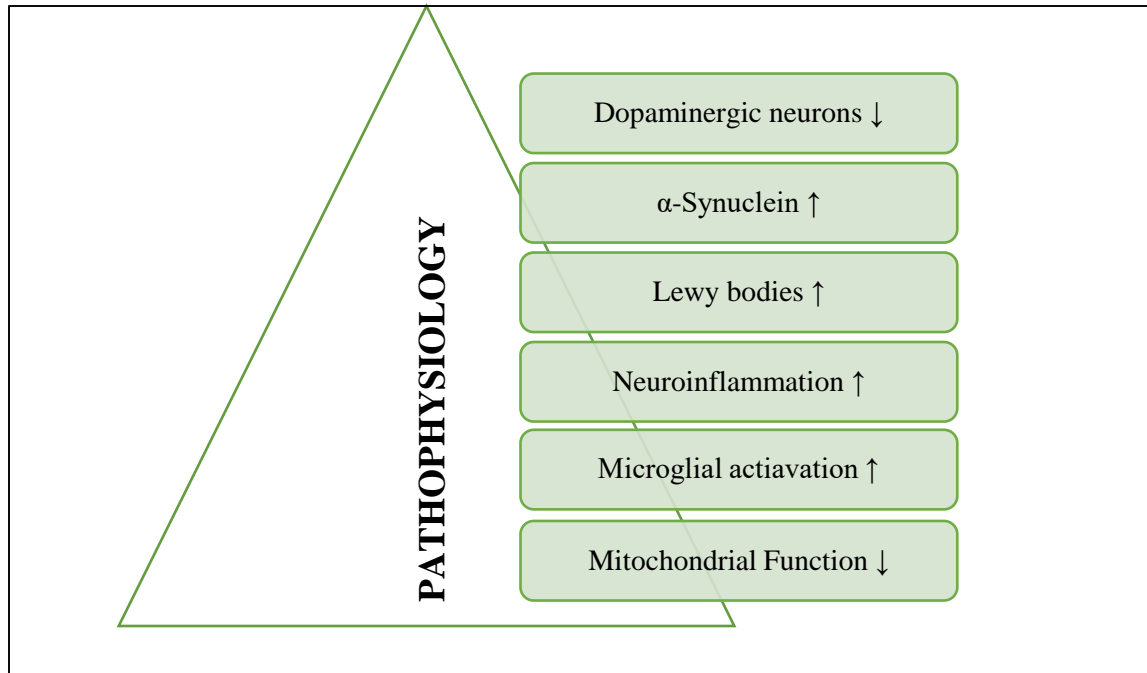 PATHOPHYSIOLOGY
Dopaminergic neurons ↓
α-Synuclein ↑
Lewy bodies ↑
Neuroinflammation ↑
Microglial actiavation ↑
Mitochondrial Function ↓